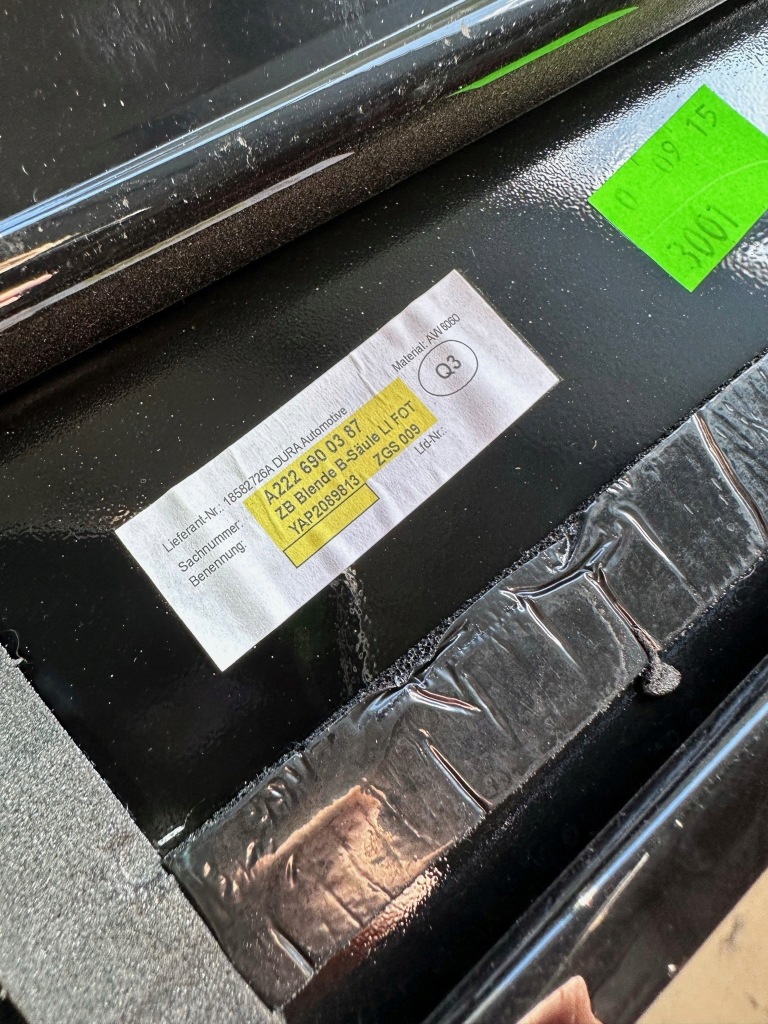 09 15
3001
Material: AW 6060
Q3
Lieferant-Nr.: 18582726A DURA Automotive
Sachnummer: A222 690 03 87
Benennung: ZB Blende B-Säule LI FOT
YAP2089813 ZGS 009
Lfd-Nr.: